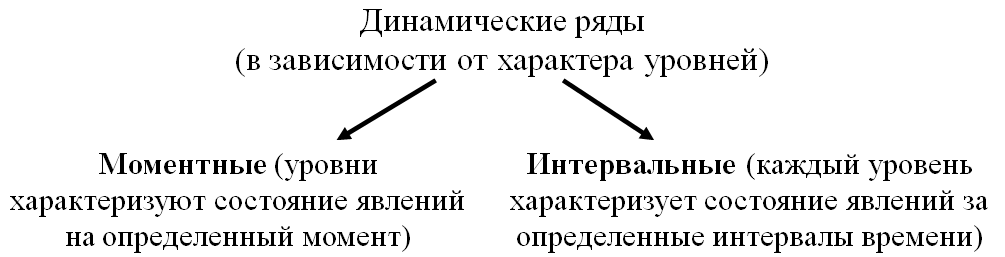 Динамические ряды
(в зависимости от характера уровней)
Моментные (уровни
характеризуют состояние явлений
на определенный момент)
Интервальные (каждый уровень
характеризует состояние явлений за
определенные интервалы времени)